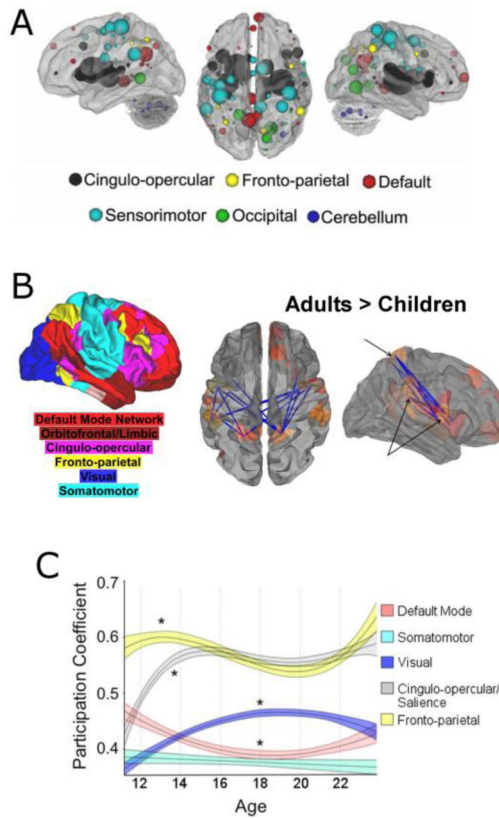 A
Cingulo-opercular Fronto-parietal Default
Sensorimotor Occipital Cerebellum
B
Adults > Children
Default Mode Network
Orbitofrontal/Limbic
Cingulo-opercular
Fronto-parietal
Visual
Somatomotor
C
Participation Coefficient
0.7
0.6
0.5
0.4
* * * *
12 14 16 18 20 22
Age
Default Mode
Somatomotor
Visual
Cingulo-opercular/
Salience
Fronto-parietal